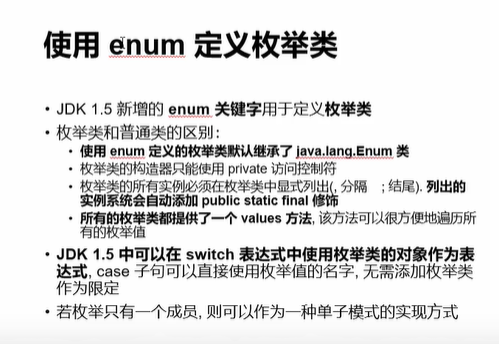 使用 enum 定义枚举类
• JDK 1.5 新增的 enum 关键字用于定义枚举类
• 枚举类和普通类的区别：
• 使用 enum 定义的枚举类默认继承了 java.lang.Enum 类
• 枚举类的构造器只能使用 private 访问控制符
• 枚举类的所有实例必须在枚举类中显式列出(, 分隔 ; 结尾). 列出的
实例系统会自动添加 public static final 修饰
• 所有的枚举类都提供了一个 values 方法, 该方法可以很方便地遍历所
有的枚举值
• JDK 1.5 中可以在 switch 表达式中使用枚举类的对象作为表
达式, case 子句可以直接使用枚举值的名字, 无需添加枚举类
作为限定
• 若枚举只有一个成员, 则可以作为一种单子模式的实现方式